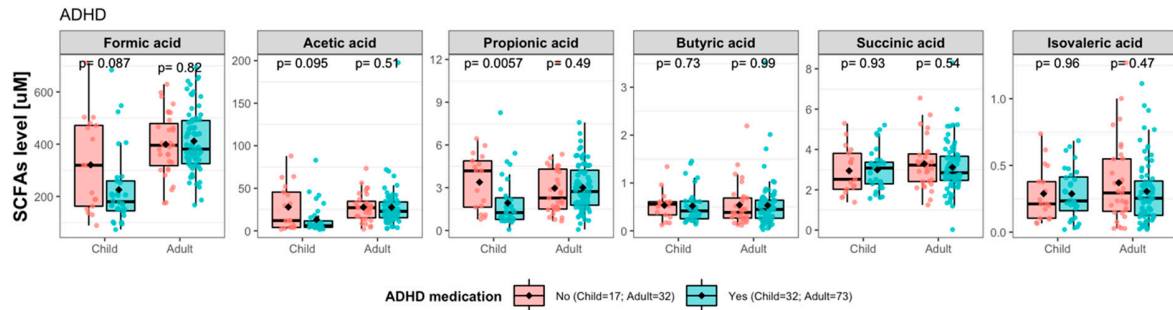 ADHD
Formic acid
Acetic acid
Propionic acid
Butyric acid
Succinic acid
Isovaleric acid
p= 0.087
p= 0.82
p= 0.095
p= 0.51
p= 0.0057
p= 0.49
p= 0.73
p= 0.99
p= 0.93
p= 0.54
p= 0.96
p= 0.47
SCFAs level [uM]
600
400
200
200
150
100
50
0
12
9
6
3
0
3
2
1
0
8
6
4
2
0
1.0
0.5
0.0
Child
Adult
Child
Adult
Child
Adult
Child
Adult
Child
Adult
Child
Adult
ADHD medication
No (Child=17; Adult=32)
Yes (Child=32; Adult=73)